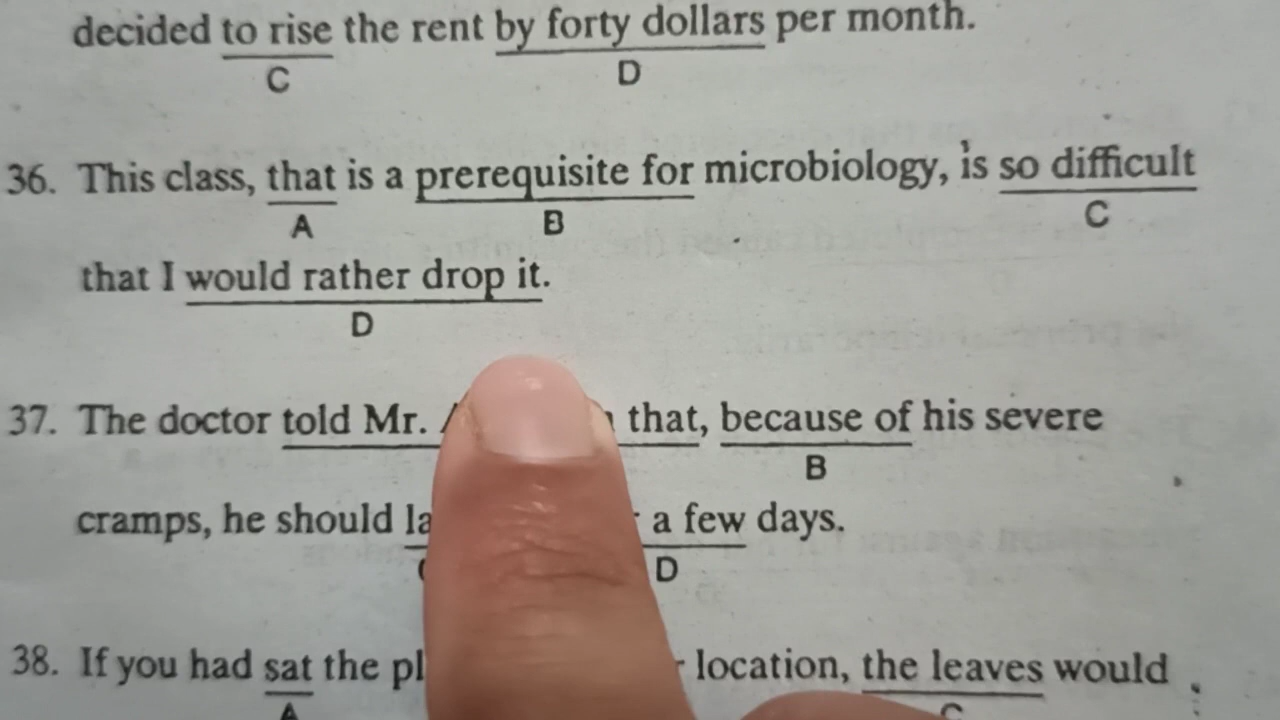 decided to rise the rent by forty dollars per month.
C D
36. This class, that is a prerequisite for microbiology, is so difficult
A B C
that I would rather drop it.
D
37. The doctor told Mr. that, because of his severe
B
cramps, he should a few days.
D
38. If you had sat the location, the leaves would
A C